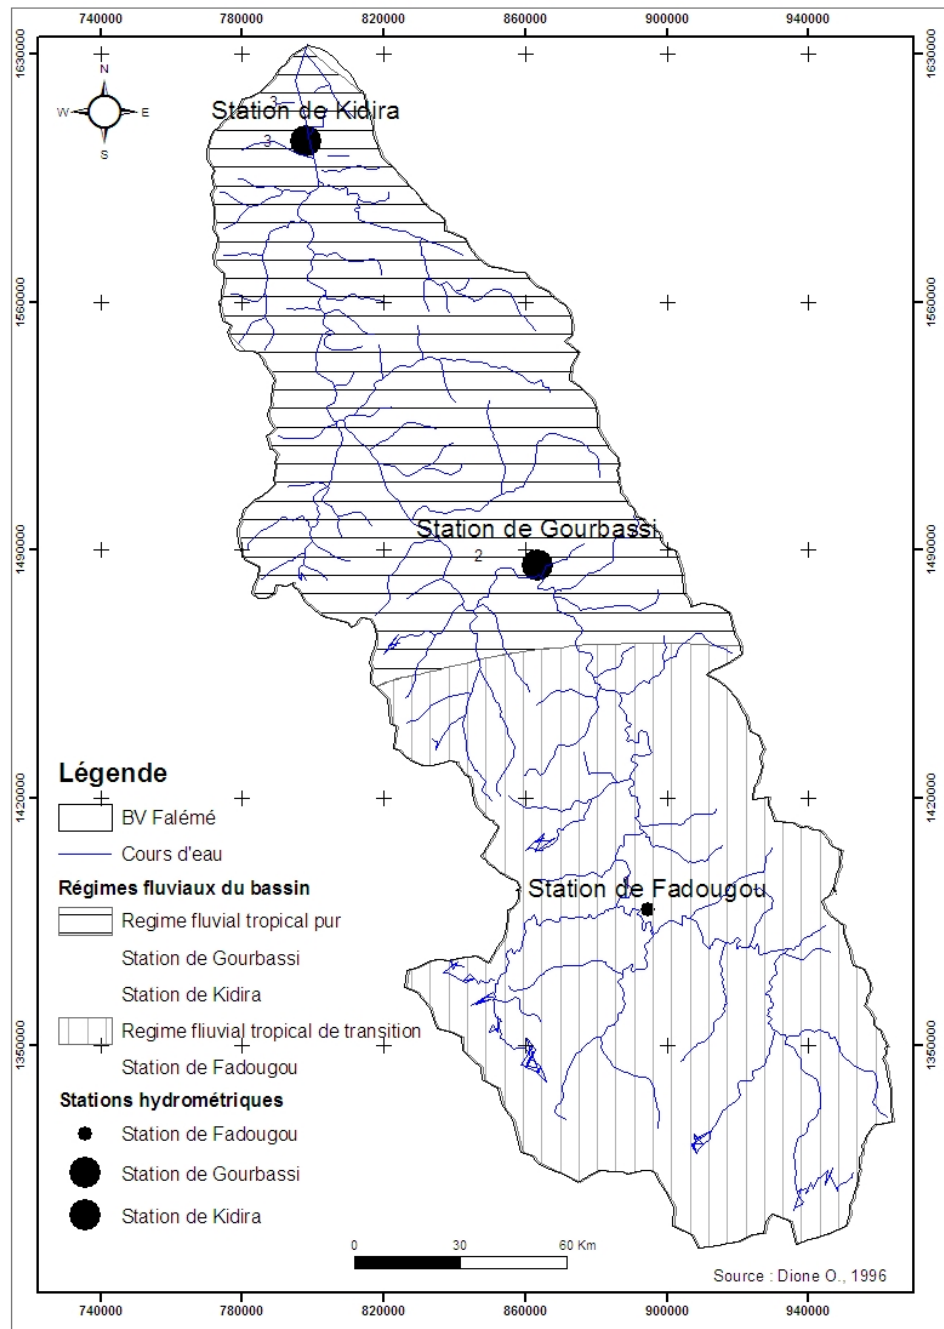 740000 780000 820000 860000 900000 940000
1630000 1630000
N
W E
S
3
Station de Kidira
3
1560000 1560000
Station de Gourbassi
2
1490000 1490000
Légende
BV Falémé
Cours d'eau
Régimes fluviaux du bassin
Regime fluvial tropical pur
Station de Gourbassi
Station de Kidira
Regime flluvial tropical de transition
Station de Fadougou
Stations hydrométriques
Station de Fadougou
Station de Gourbassi
Station de Kidira
1420000 1420000
Station de Fadougou
1350000 1350000
0 30 60 Km
Source : Dione O., 1996
740000 780000 820000 860000 900000 940000